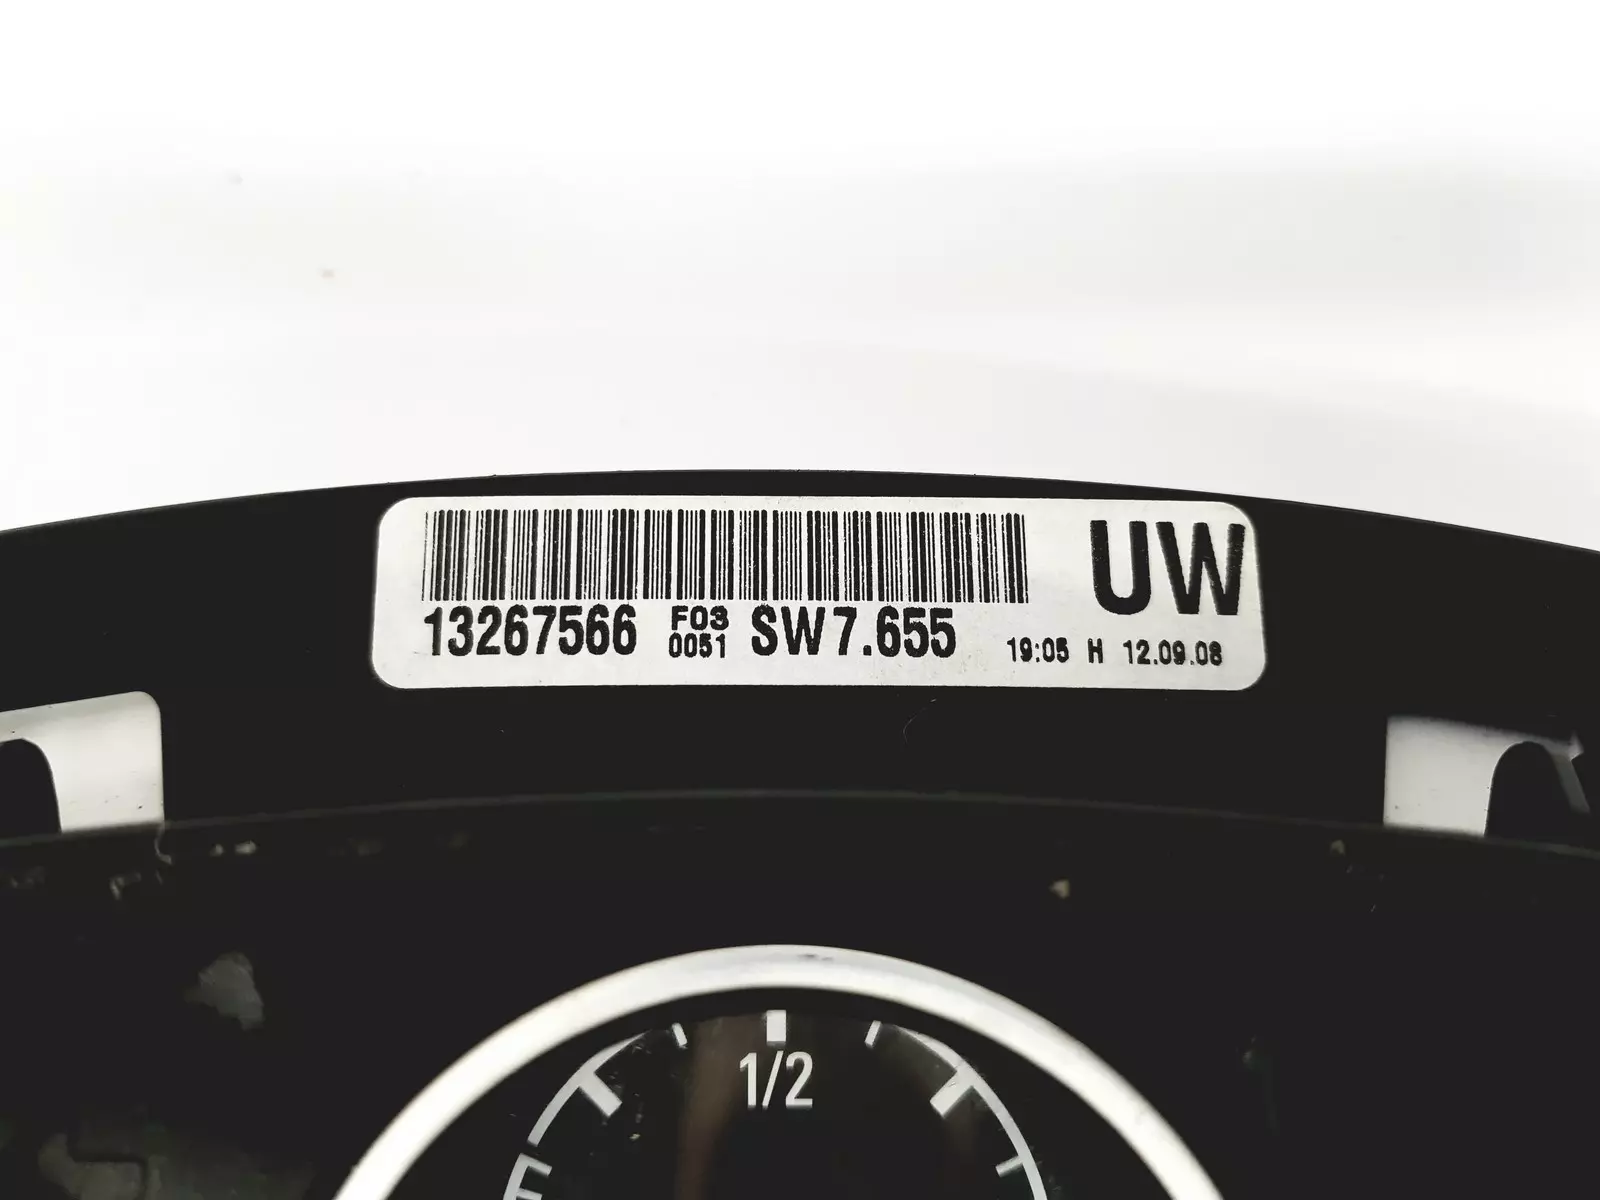 UW
13267566 F03 0051 SW7.655
19:05 H 12.09.08
1/2